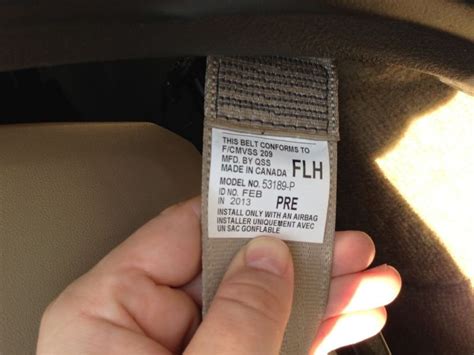 THIS BELT CONFORMS TO
F/CMVSS 209
MFD. BY QSS FLH
MADE IN CANADA
MODEL NO. 53189-P
ID NO. FEB PRE
IN 2013
INSTALL ONLY WITH AN AIRBAG
INSTALLER UNIQUEMENT AVEC
UN SAC GONFLABLE